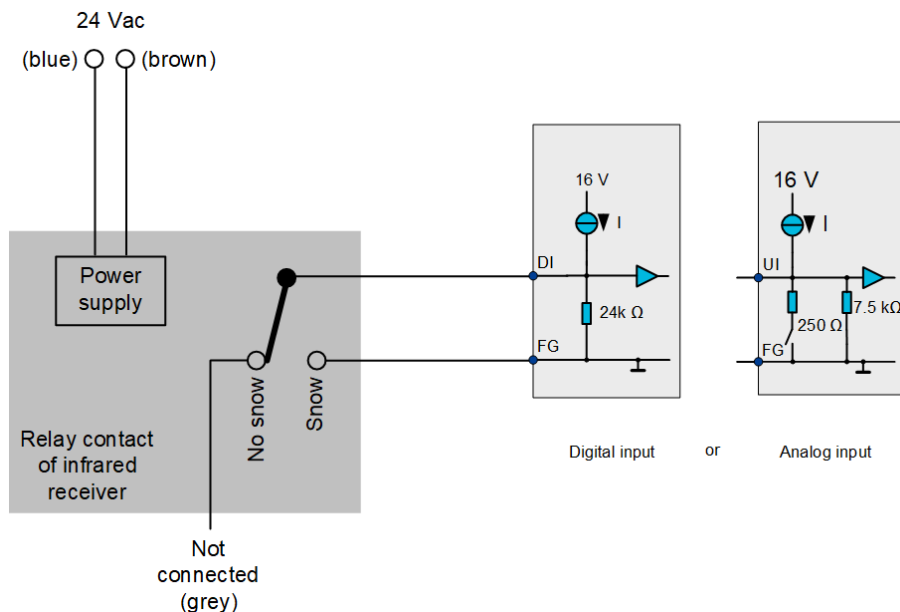 24 Vac
(blue)
(brown)
Power
supply
No snow
Snow
Relay contact
of infrared
receiver
Not
connected
(grey)
16 V
I
DI
24k Ω
FG
Digital input
or
16 V
I
UI
250 Ω
7.5 kΩ
FG
Analog input